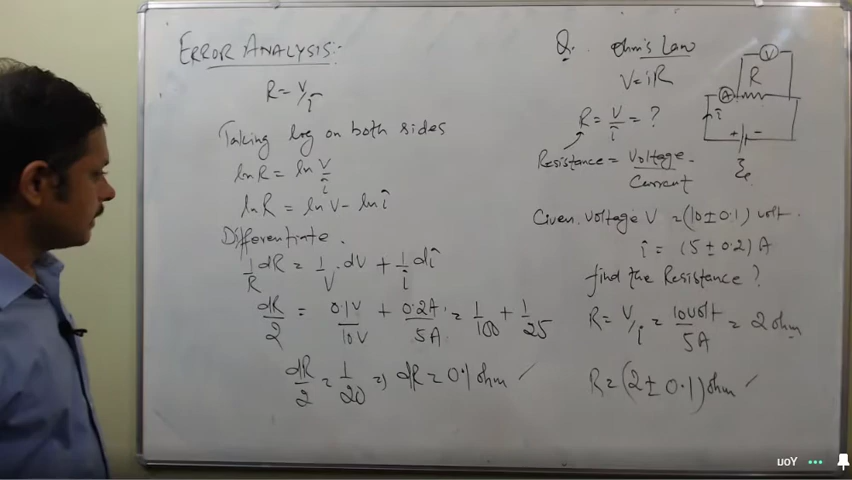 ERROR ANALYSIS:-
R = V/i
Taking log on both sides
ln R = ln V/i
ln R = ln V - ln i
Differentiate.
1/R dR = 1/V . dV + 1/i di
dR/2 = 0.1V/10V + 0.2A/5A = 1/100 + 1/25
dR/2 = 1/20 => dR = 0.1 ohm ✓
Q. ohm's Law
V = iR
R = V/i = ?
Resistance = Voltage/Current
Given. Voltage V = (10 ± 0.1) volt.
i = (5 ± 0.2) A
find the Resistance?
R = V/i = 10 volt/5A = 2 ohm
R = (2 ± 0.1) ohm ✓
V
R
A
i
+ -
You